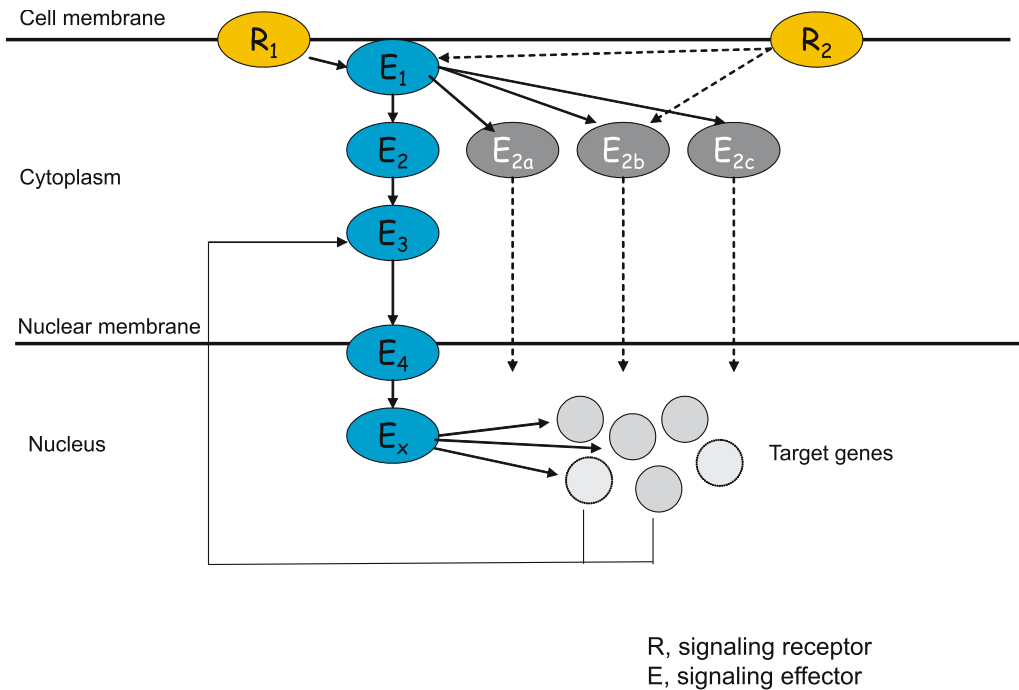 Cell membrane
R1
R2
E1
E2
E2a
E2b
E2c
Cytoplasm
E3
Nuclear membrane
E4
Nucleus
Ex
Target genes
R, signaling receptor
E, signaling effector